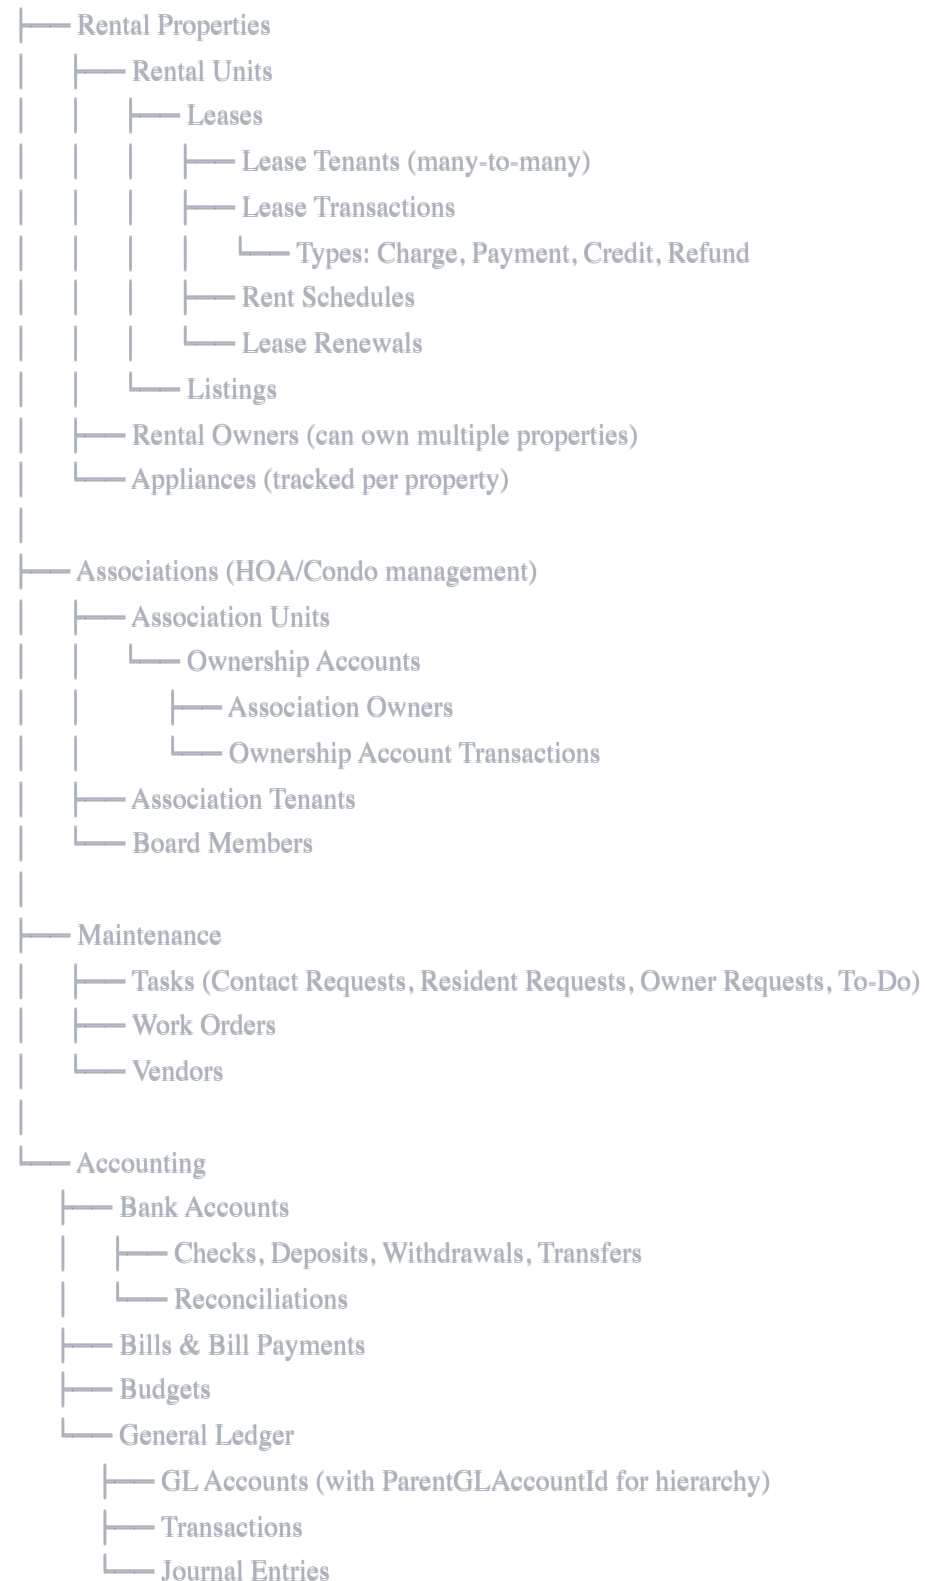 ├── Rental Properties
│   ├── Rental Units
│   │   ├── Leases
│   │   │   ├── Lease Tenants (many-to-many)
│   │   │   ├── Lease Transactions
│   │   │   │   └── Types: Charge, Payment, Credit, Refund
│   │   │   ├── Rent Schedules
│   │   │   └── Lease Renewals
│   │   └── Listings
│   ├── Rental Owners (can own multiple properties)
│   └── Appliances (tracked per property)
│
├── Associations (HOA/Condo management)
│   ├── Association Units
│   │   └── Ownership Accounts
│   │       ├── Association Owners
│   │       └── Ownership Account Transactions
│   ├── Association Tenants
│   └── Board Members
│
├── Maintenance
│   ├── Tasks (Contact Requests, Resident Requests, Owner Requests, To-Do)
│   ├── Work Orders
│   └── Vendors
│
└── Accounting
    ├── Bank Accounts
    │   ├── Checks, Deposits, Withdrawals, Transfers
    │   └── Reconciliations
    ├── Bills & Bill Payments
    ├── Budgets
    └── General Ledger
        ├── GL Accounts (with ParentGLAccountId for hierarchy)
        ├── Transactions
        └── Journal Entries